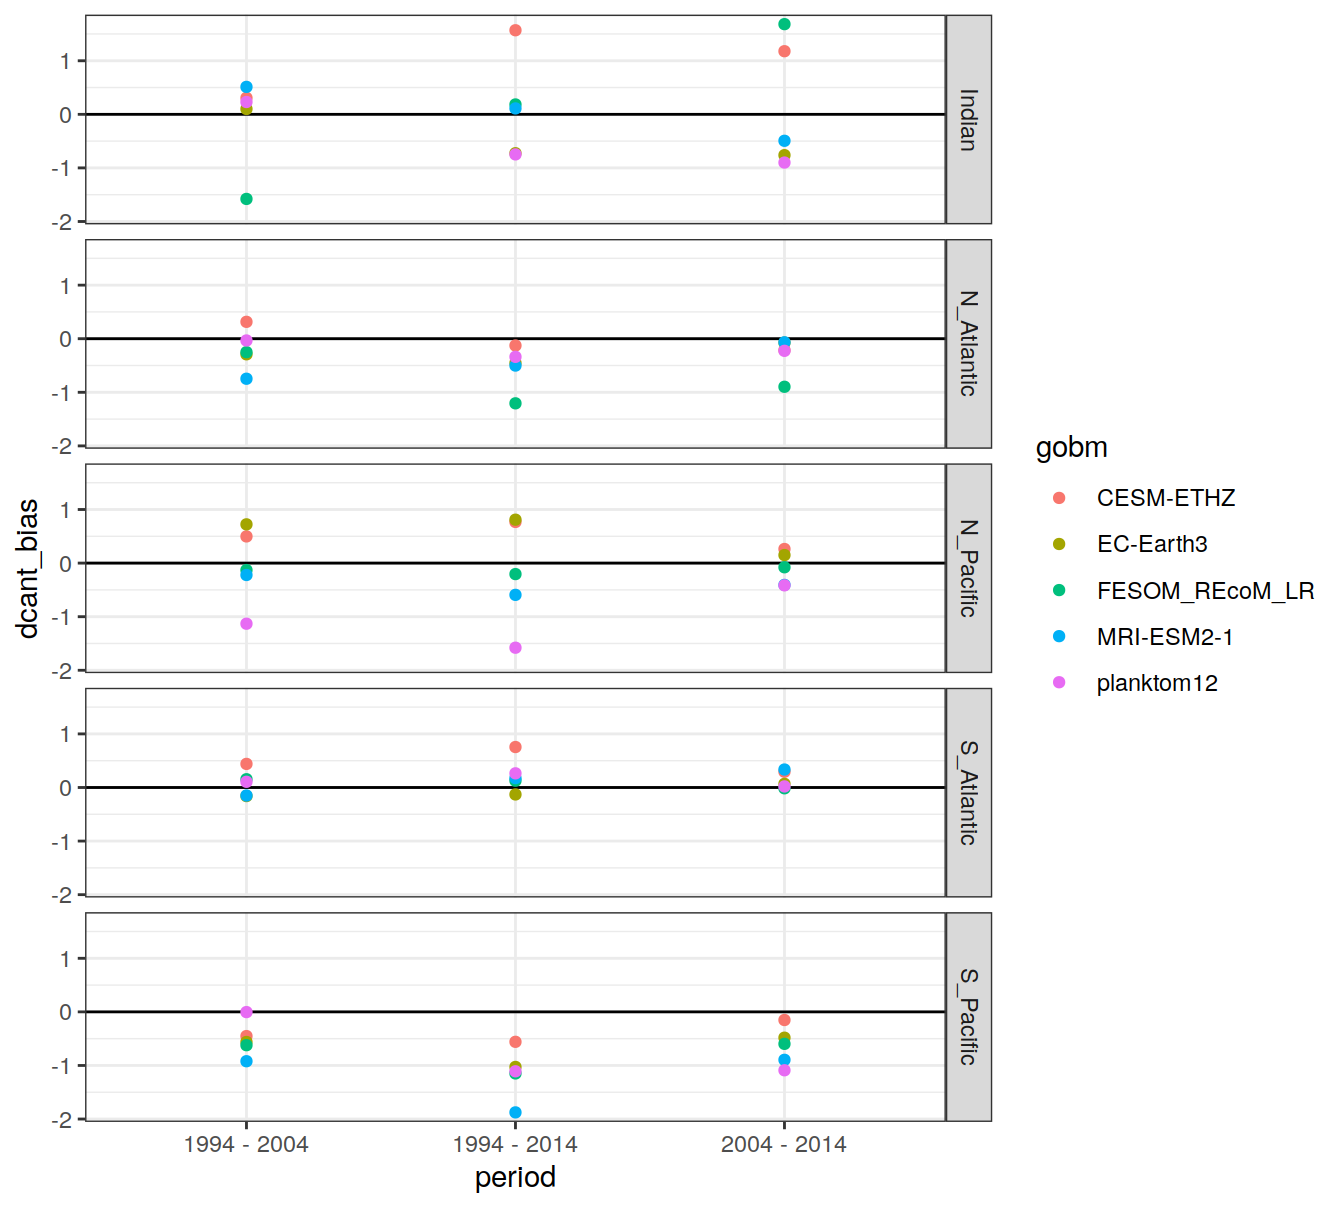 1
0
-1
-2
Indian
1
0
-1
-2
N_Atlantic
1
0
-1
-2
N_Pacific
1
0
-1
-2
S_Atlantic
1
0
-1
-2
S_Pacific
dcant_bias
1994 - 2004
1994 - 2014
2004 - 2014
period
gobm
CESM-ETHZ
EC-Earth3
FESOM_REcoM_LR
MRI-ESM2-1
planktom12